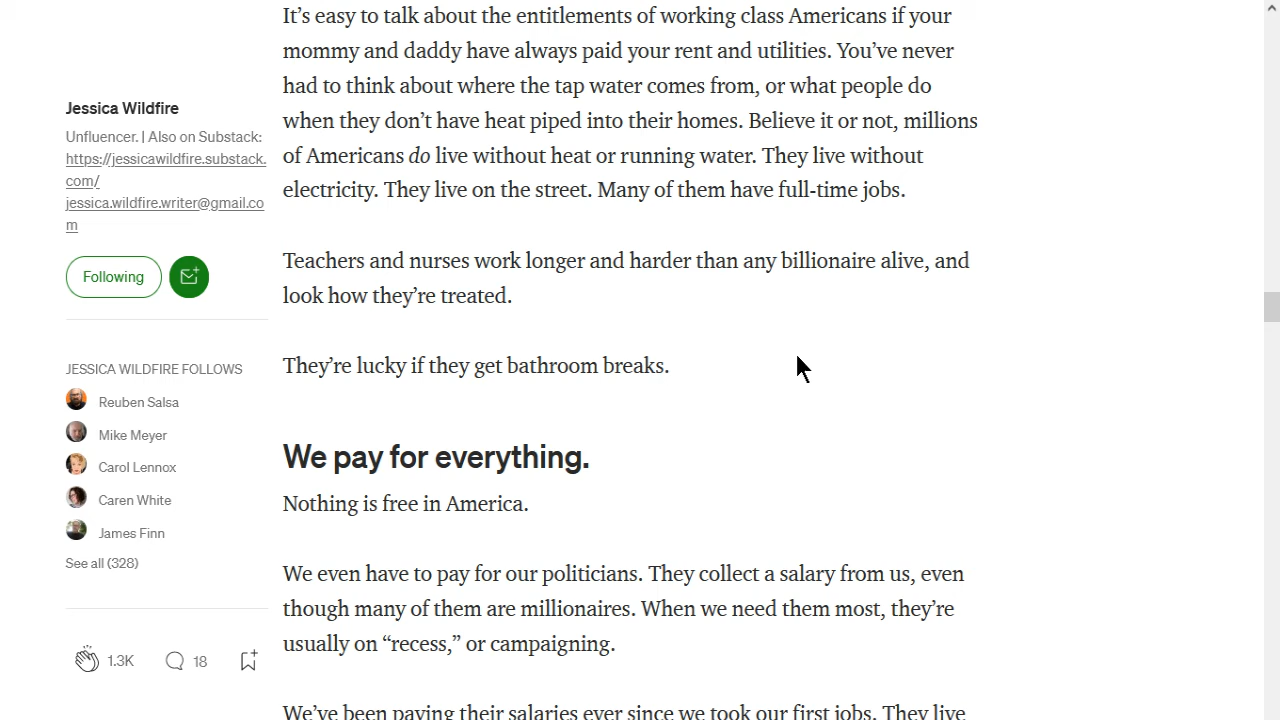 Jessica Wildfire
Unfluencer. | Also on Substack:
https://jessicawildfire.substack.
com/
jessica.wildfire.writer@gmail.co
m
Following
JESSICA WILDFIRE FOLLOWS
Reuben Salsa
Mike Meyer
Carol Lennox
Caren White
James Finn
See all (328)
1.3K
18
It’s easy to talk about the entitlements of working class Americans if your
mommy and daddy have always paid your rent and utilities. You’ve never
had to think about where the tap water comes from, or what people do
when they don’t have heat piped into their homes. Believe it or not, millions
of Americans do live without heat or running water. They live without
electricity. They live on the street. Many of them have full-time jobs.
Teachers and nurses work longer and harder than any billionaire alive, and
look how they’re treated.
They’re lucky if they get bathroom breaks.
We pay for everything.
Nothing is free in America.
We even have to pay for our politicians. They collect a salary from us, even
though many of them are millionaires. When we need them most, they’re
usually on “recess,” or campaigning.
We’ve been paying their salaries ever since we took our first jobs. They live